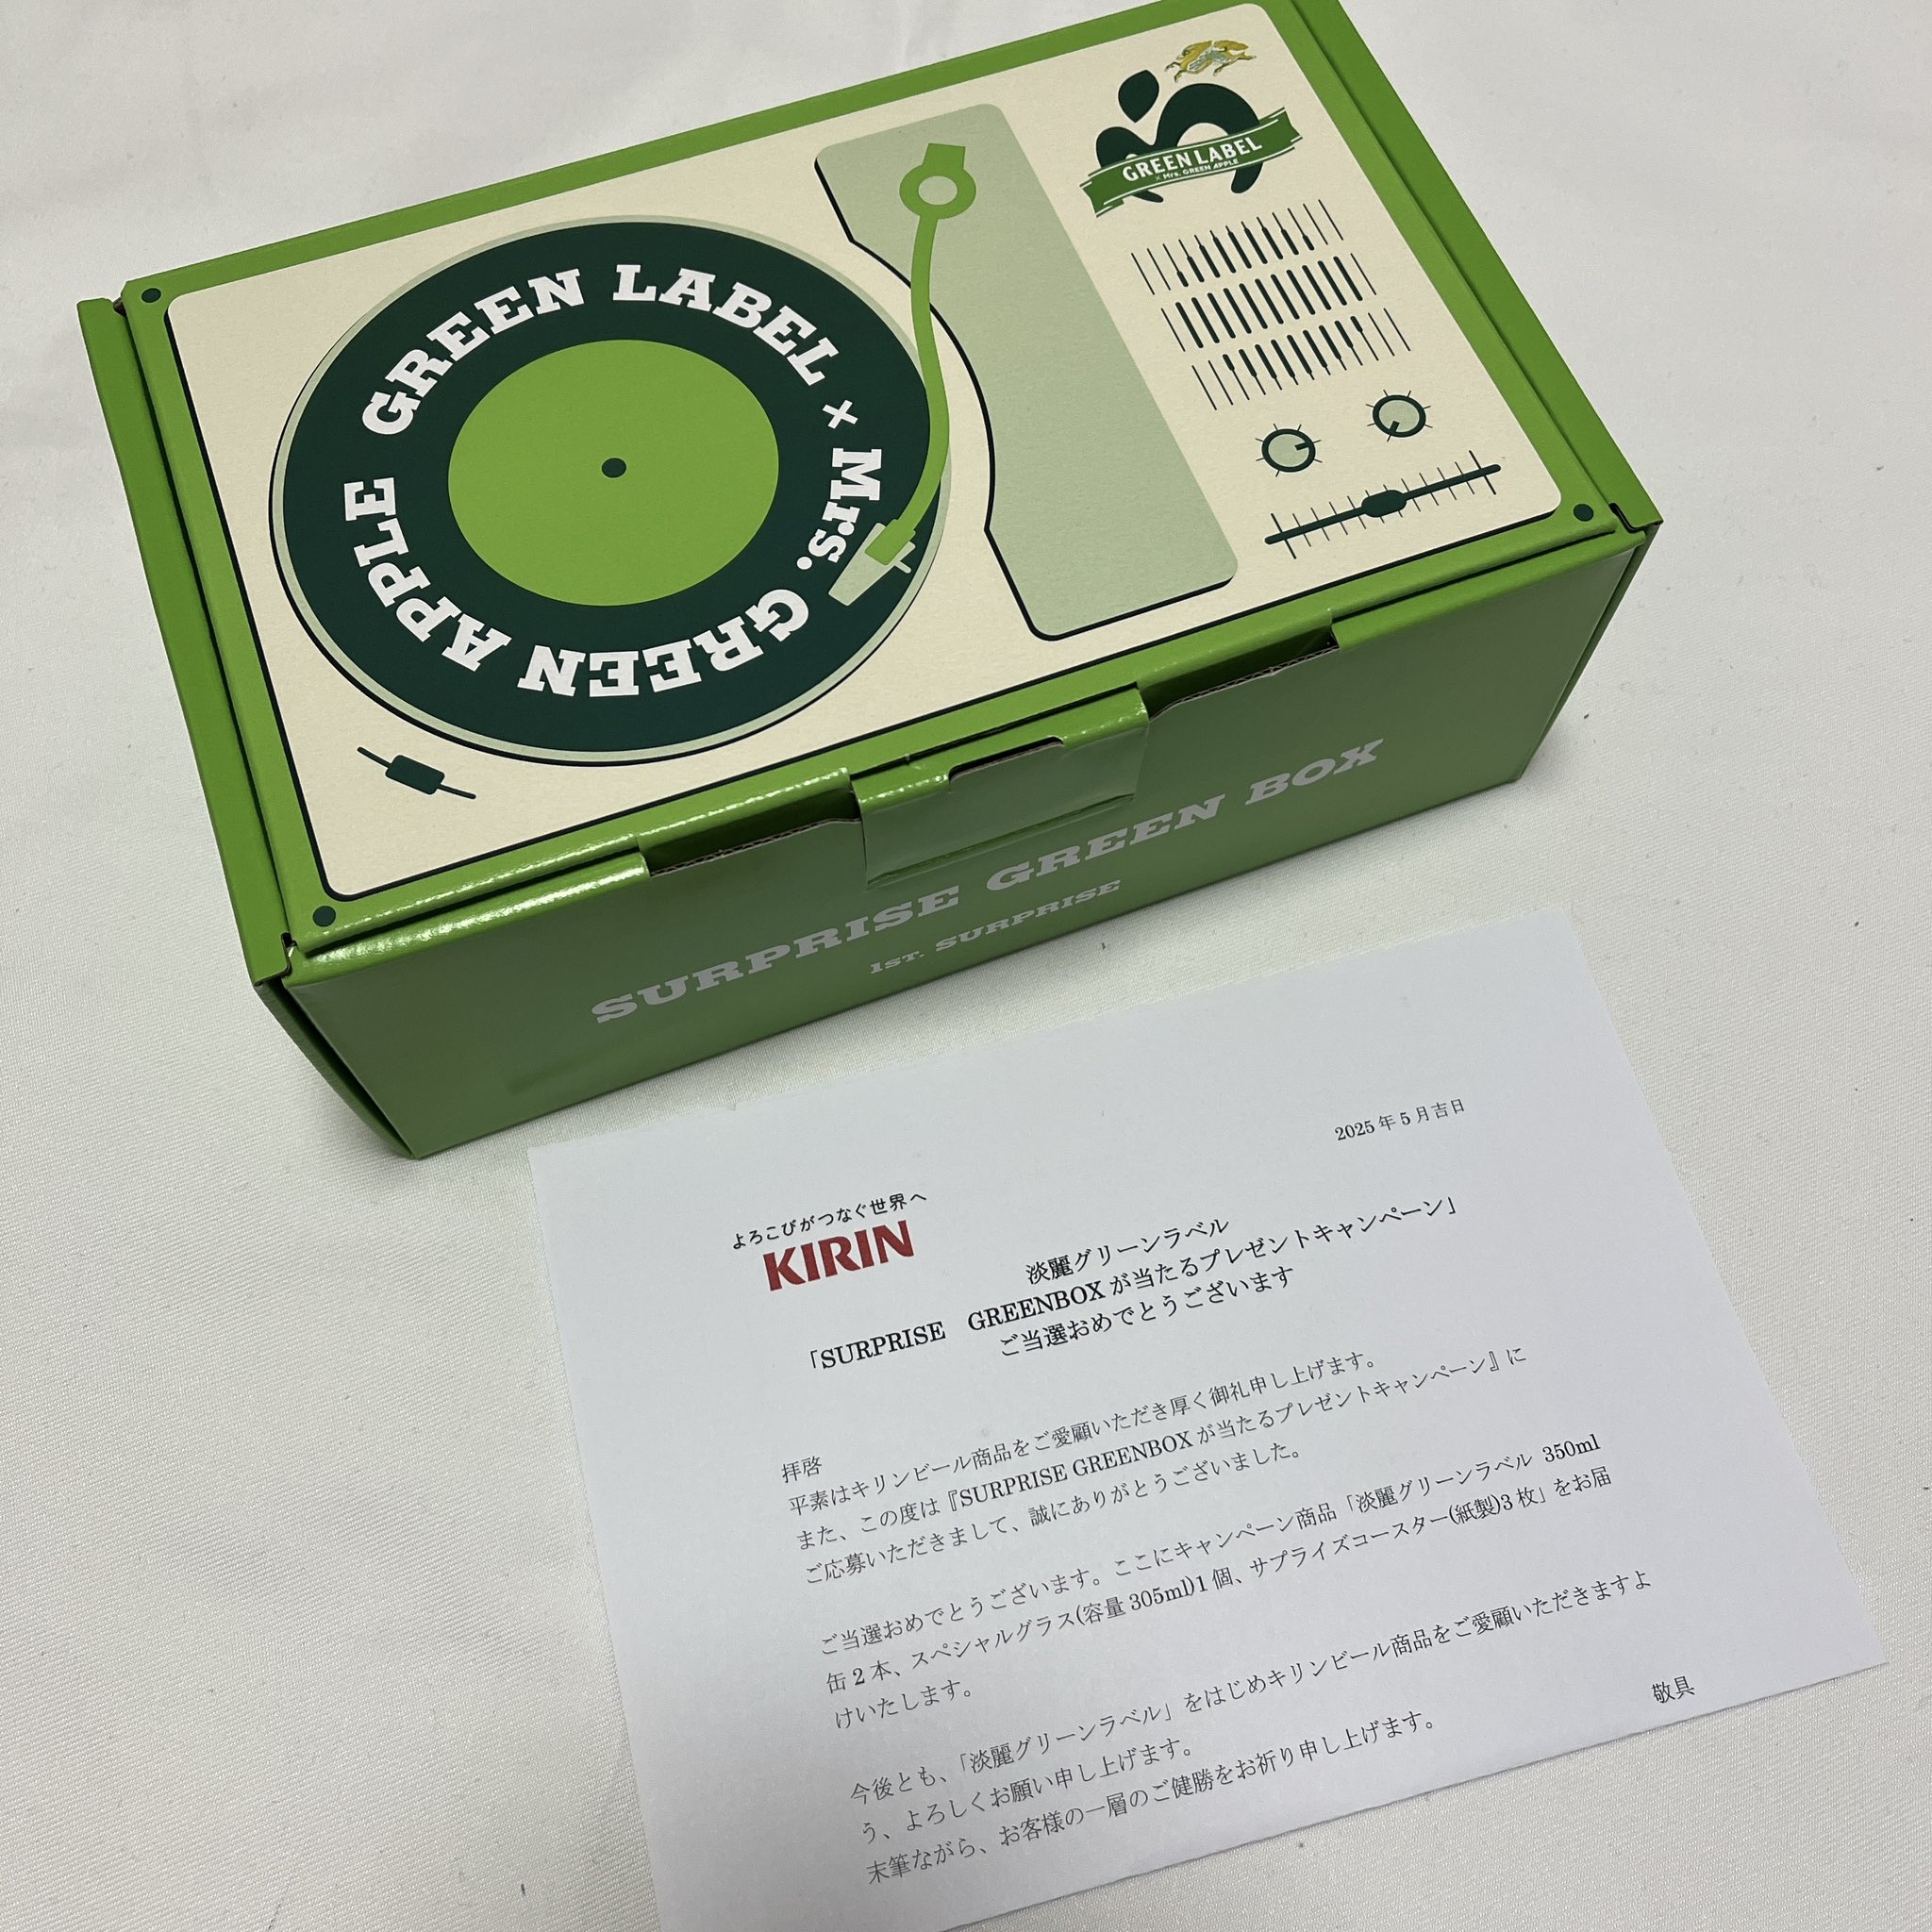 GREEN LABEL
× Mrs. GREEN APPLE
GREEN LABEL × Mrs. GREEN APPLE
SURPRISE GREEN BOX
1ST. SURPRISE
2025年5月吉日
よろこびがつなぐ世界へ
KIRIN
淡麗グリーンラベル
「SURPRISE　GREENBOXが当たるプレゼントキャンペーン」
ご当選おめでとうございます
拝啓
平素はキリンビール商品をご愛顧いただき厚く御礼申し上げます。
また、この度は『SURPRISE GREENBOXが当たるプレゼントキャンペーン』に
ご応募いただきまして、誠にありがとうございました。
ご当選おめでとうございます。ここにキャンペーン商品「淡麗グリーンラベル 350ml
缶2本、スペシャルグラス(容量305ml)1個、サプライズコースター(紙製)3枚」をお届
けいたします。
今後とも、「淡麗グリーンラベル」をはじめキリンビール商品をご愛顧いただきますよ
う、よろしくお願い申し上げます。
末筆ながら、お客様の一層のご健勝をお祈り申し上げます。
敬具